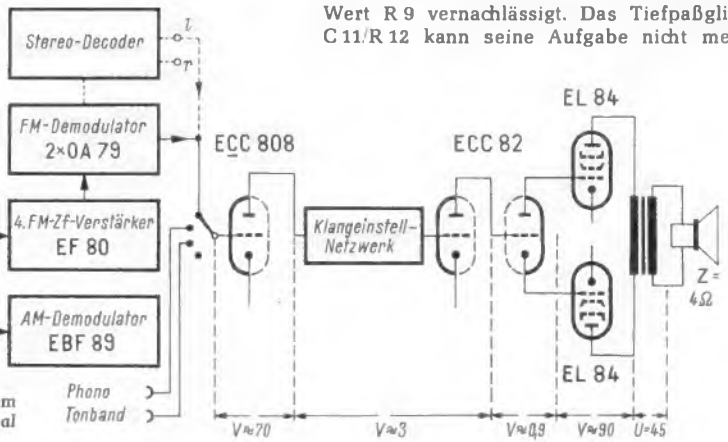 Wert R 9 vernachlässigt. Das Tiefpaßgli
C 11/R 12 kann seine Aufgabe nicht me
Stereo-Decoder
l
r
FM-Demodulator
2×0A 79
4. FM-Zf-Verstärker
EF 80
AM-Demodulator
EBF 89
Phono
Tonband
m
al
ECC 808
Klangeinstell-
Netzwerk
ECC 82
EL 84
EL 84
Z =
4Ω
V≈70
V≈3
V≈0,9
V≈90
Ü=45